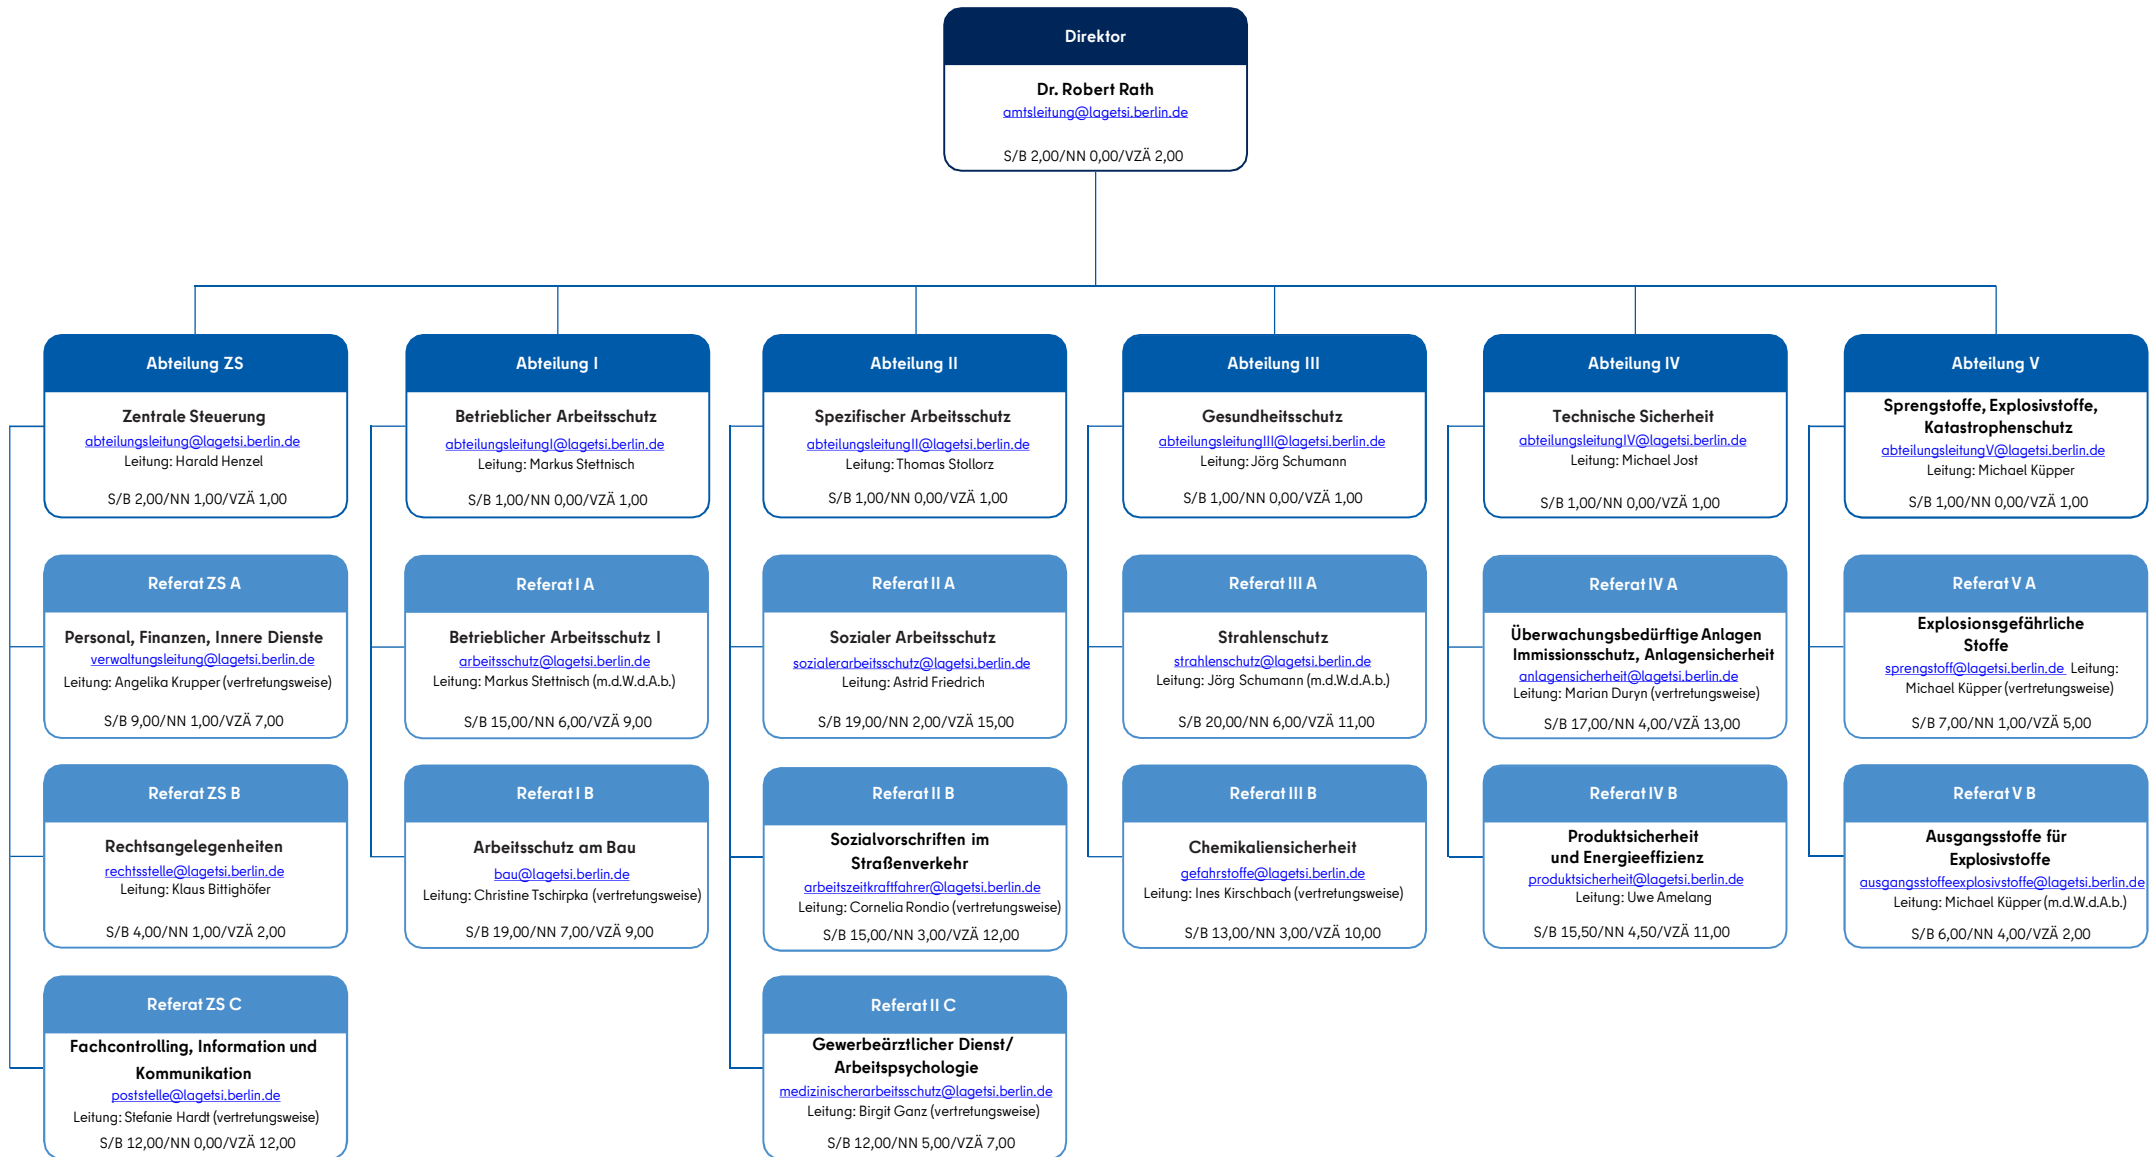 Direktor
Dr. Robert Rath
amtsleitung@lagetsi.berlin.de
S/B 2,00/NN 0,00/VZÄ 2,00
Abteilung ZS
Zentrale Steuerung
abteilungsleitung@lagetsi.berlin.de
Leitung: Harald Henzel
S/B 2,00/NN 1,00/VZÄ 1,00
Referat ZS A
Personal, Finanzen, Innere Dienste
verwaltungsleitung@lagetsi.berlin.de
Leitung: Angelika Krupper (vertretungsweise)
S/B 9,00/NN 1,00/VZÄ 7,00
Referat ZS B
Rechtsangelegenheiten
rechtsstelle@lagetsi.berlin.de
Leitung: Klaus Bittighöfer
S/B 4,00/NN 1,00/VZÄ 2,00
Referat ZS C
Fachcontrolling, Information und
Kommunikation
poststelle@lagetsi.berlin.de
Leitung: Stefanie Hardt (vertretungsweise)
S/B 12,00/NN 0,00/VZÄ 12,00
Abteilung I
Betrieblicher Arbeitsschutz
abteilungsleitungI@lagetsi.berlin.de
Leitung: Markus Stettnisch
S/B 1,00/NN 0,00/VZÄ 1,00
Referat I A
Betrieblicher Arbeitsschutz I
arbeitsschutz@lagetsi.berlin.de
Leitung: Markus Stettnisch (m.d.W.d.A.b.)
S/B 15,00/NN 6,00/VZÄ 9,00
Referat I B
Arbeitsschutz am Bau
bau@lagetsi.berlin.de
Leitung: Christine Tschirpka (vertretungsweise)
S/B 19,00/NN 7,00/VZÄ 9,00
Abteilung II
Spezifischer Arbeitsschutz
abteilungsleitungII@lagetsi.berlin.de
Leitung: Thomas Stollorz
S/B 1,00/NN 0,00/VZÄ 1,00
Referat II A
Sozialer Arbeitsschutz
sozialerarbeitsschutz@lagetsi.berlin.de
Leitung: Astrid Friedrich
S/B 19,00/NN 2,00/VZÄ 15,00
Referat II B
Sozialvorschriften im
Straßenverkehr
arbeitszeitkraftfahrer@lagetsi.berlin.de
Leitung: Cornelia Rondio (vertretungsweise)
S/B 15,00/NN 3,00/VZÄ 12,00
Referat II C
Gewerbeärztlicher Dienst/
Arbeitspsychologie
medizinischerarbeitsschutz@lagetsi.berlin.de
Leitung: Birgit Ganz (vertretungsweise)
S/B 12,00/NN 5,00/VZÄ 7,00
Abteilung III
Gesundheitsschutz
abteilungsleitungIII@lagetsi.berlin.de
Leitung: Jörg Schumann
S/B 1,00/NN 0,00/VZÄ 1,00
Referat III A
Strahlenschutz
strahlenschutz@lagetsi.berlin.de
Leitung: Jörg Schumann (m.d.W.d.A.b.)
S/B 20,00/NN 6,00/VZÄ 11,00
Referat III B
Chemikaliensicherheit
gefahrstoffe@lagetsi.berlin.de
Leitung: Ines Kirschbach (vertretungsweise)
S/B 13,00/NN 3,00/VZÄ 10,00
Abteilung IV
Technische Sicherheit
abteilungsleitungIV@lagetsi.berlin.de
Leitung: Michael Jost
S/B 1,00/NN 0,00/VZÄ 1,00
Referat IV A
Überwachungsbedürftige Anlagen
Immissionsschutz, Anlagensicherheit
anlagensicherheit@lagetsi.berlin.de
Leitung: Marian Duryn (vertretungsweise)
S/B 17,00/NN 4,00/VZÄ 13,00
Referat IV B
Produktsicherheit
und Energieeffizienz
produktsicherheit@lagetsi.berlin.de
Leitung: Uwe Amelang
S/B 15,50/NN 4,50/VZÄ 11,00
Abteilung V
Sprengstoffe, Explosivstoffe,
Katastrophenschutz
abteilungsleitungV@lagetsi.berlin.de
Leitung: Michael Küpper
S/B 1,00/NN 0,00/VZÄ 1,00
Referat V A
Explosionsgefährliche
Stoffe
sprengstoff@lagetsi.berlin.de Leitung:
Michael Küpper (vertretungsweise)
S/B 7,00/NN 1,00/VZÄ 5,00
Referat V B
Ausgangsstoffe für
Explosivstoffe
ausgangsstoffeexplosivstoffe@lagetsi.berlin.de
Leitung: Michael Küpper (m.d.W.d.A.b.)
S/B 6,00/NN 4,00/VZÄ 2,00